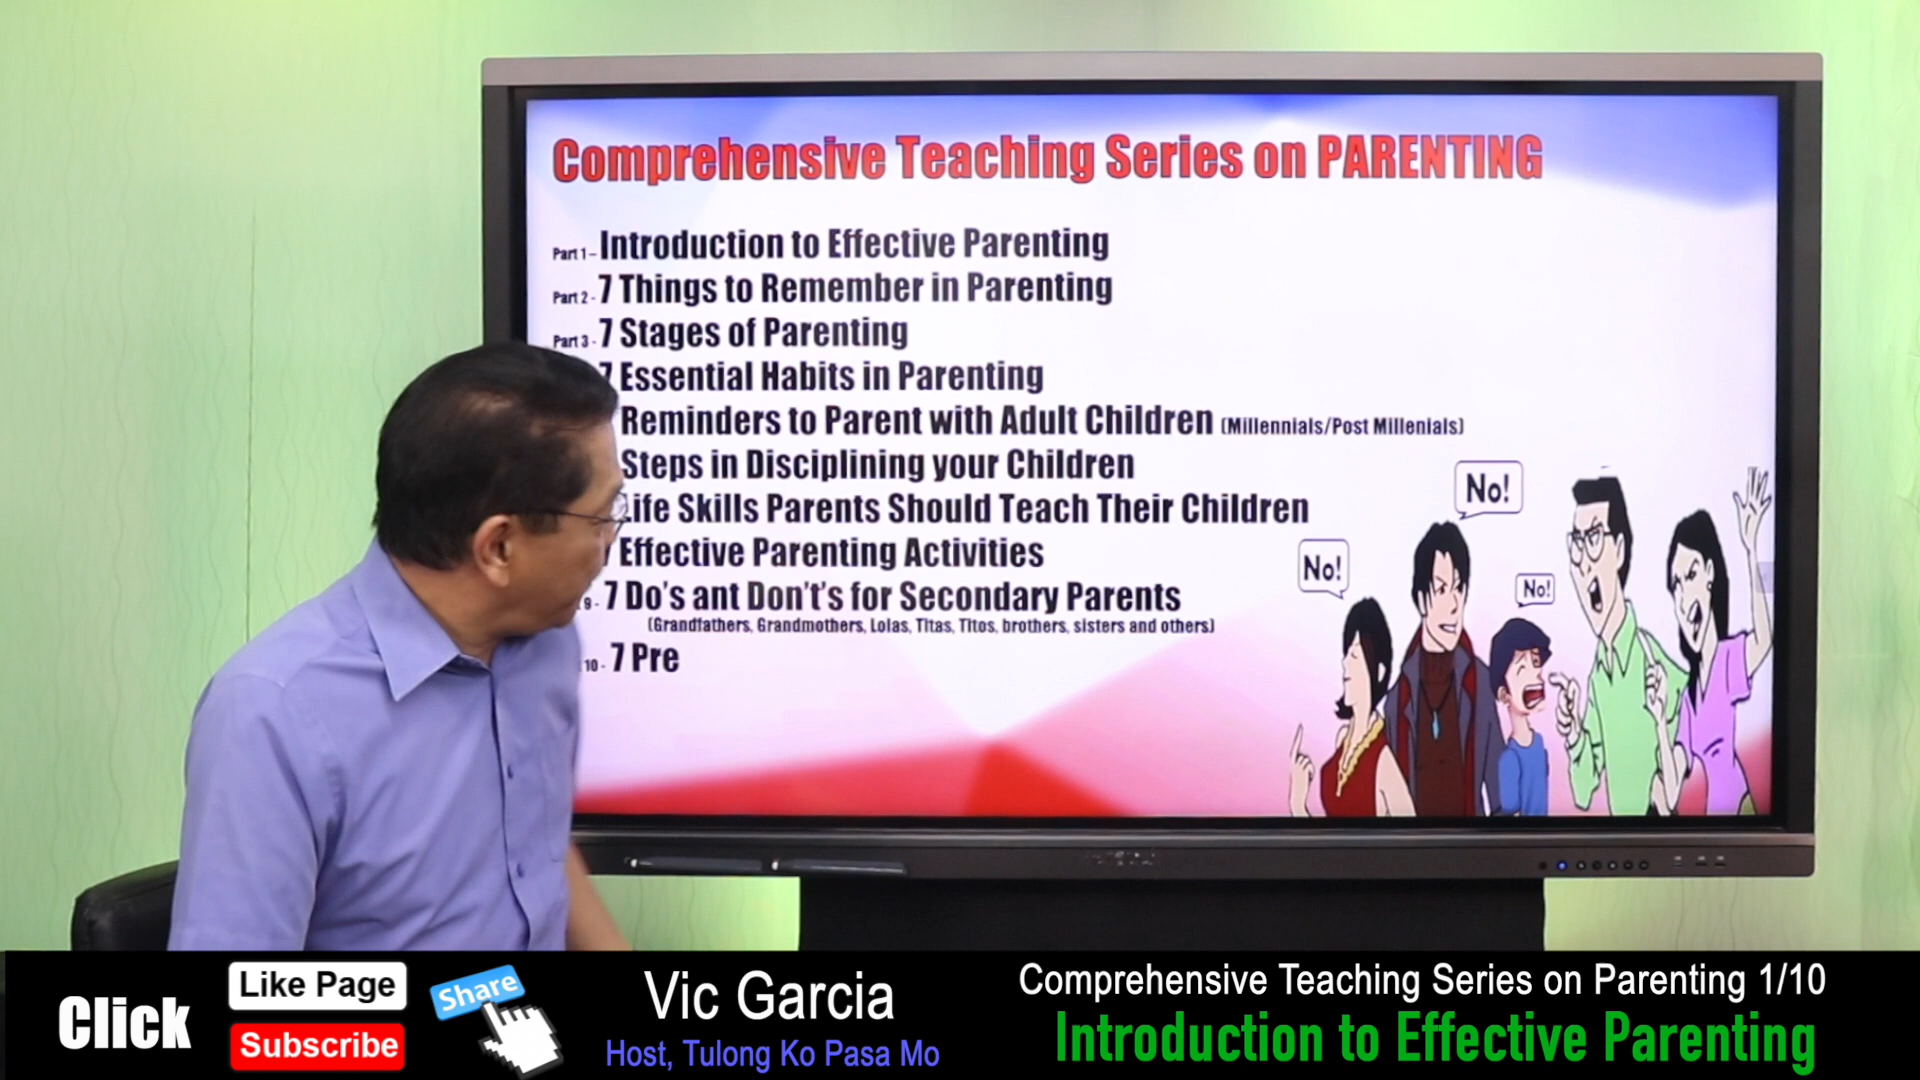 Comprehensive Teaching Series on PARENTING
Part 1 - Introduction to Effective Parenting
Part 2 - 7 Things to Remember in Parenting
Part 3 - 7 Stages of Parenting
7 Essential Habits in Parenting
Reminders to Parent with Adult Children (Millennials/Post Millenials)
Steps in Disciplining your Children
Life Skills Parents Should Teach Their Children
Effective Parenting Activities
9 - 7 Do's ant Don't's for Secondary Parents
(Grandfathers, Grandmothers, Lolas, Titas, Titos, brothers, sisters and others)
10 - 7 Pre
No!
No!
No!
Click
Like Page
Subscribe
Share
Vic Garcia
Host, Tulong Ko Pasa Mo
Comprehensive Teaching Series on Parenting 1/10
Introduction to Effective Parenting